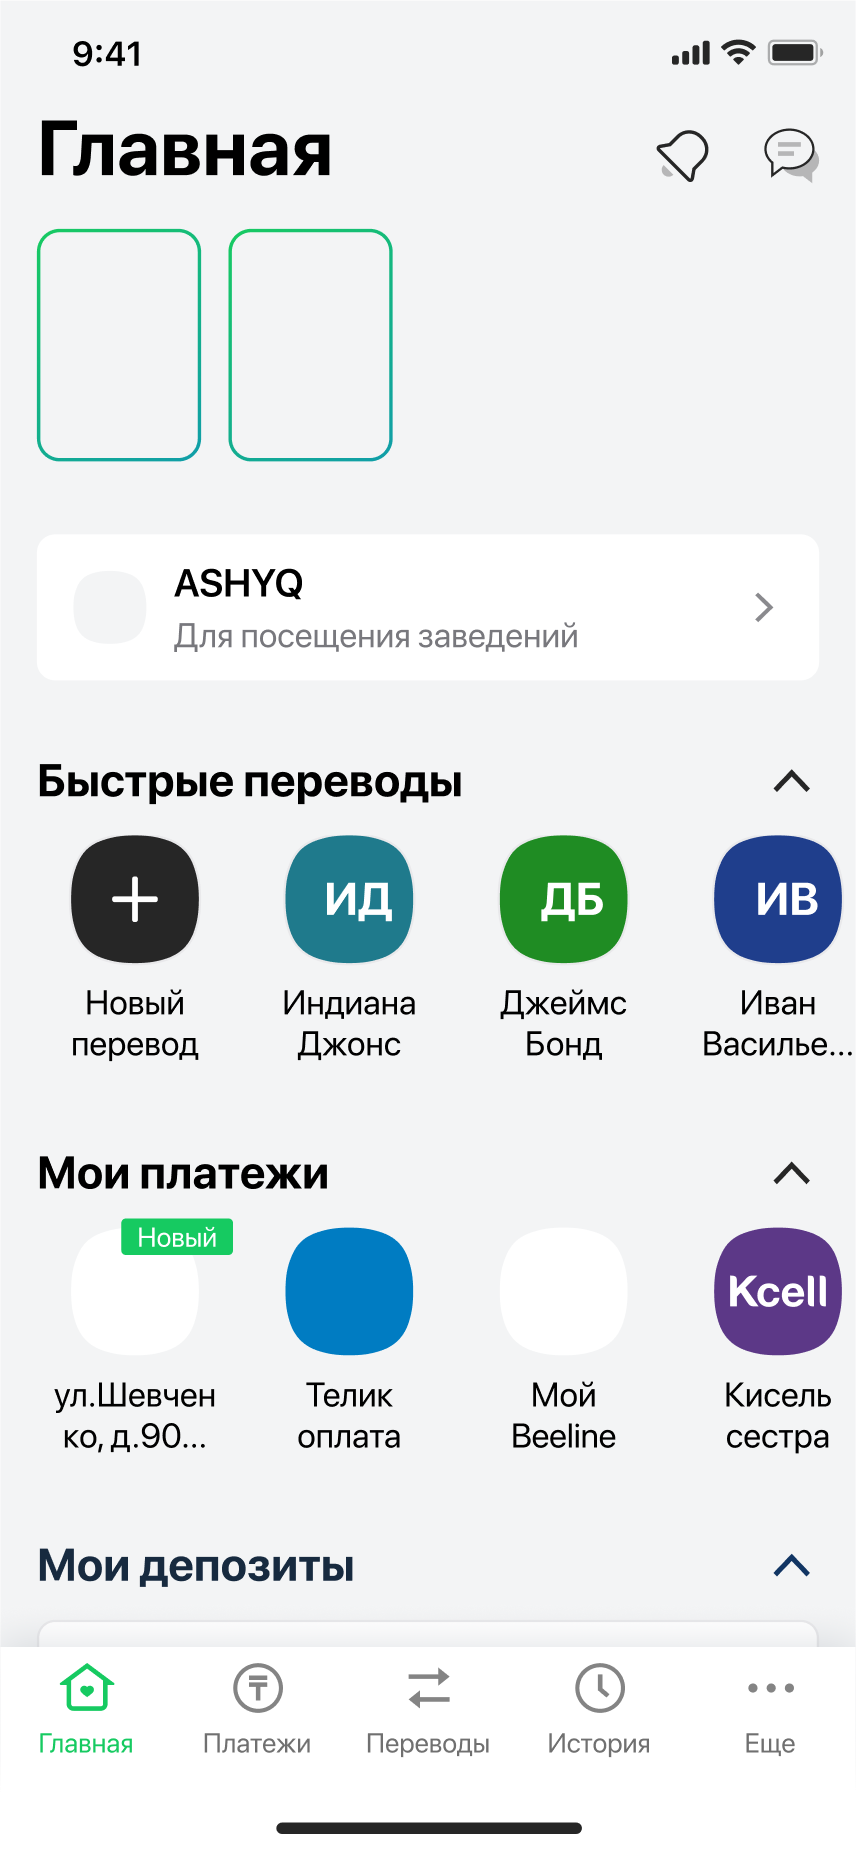 9:41
Главная
ASHYQ
Для посещения заведений
Быстрые переводы
ИД
ДБ
ИВ
Новый
перевод
Индиана
Джонс
Джеймс
Бонд
Иван
Василье...
Мои платежи
Новый
Kcell
ул.Шевчен
ко, д.90...
Телик
оплата
Мой
Beeline
Кисель
сестра
Мои депозиты
Главная
Платежи
Переводы
История
Еще